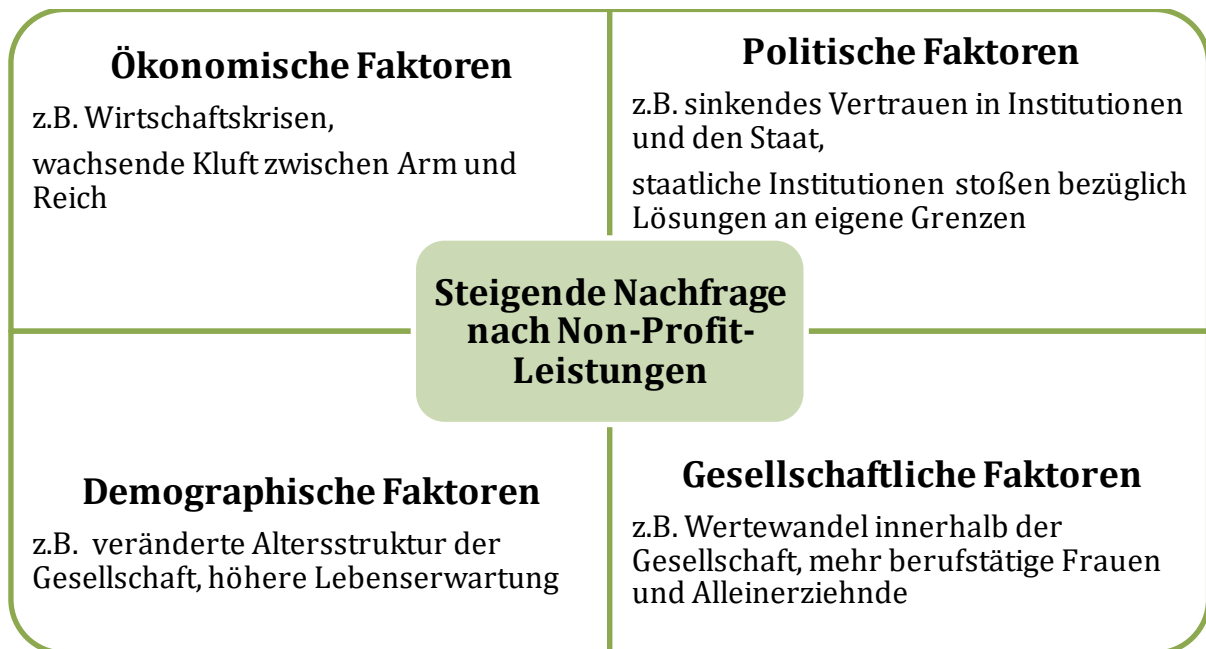 Ökonomische Faktoren
z.B. Wirtschaftskrisen,
wachsende Kluft zwischen Arm und
Reich
Politische Faktoren
z.B. sinkendes Vertrauen in Institutionen
und den Staat,
staatliche Institutionen stoßen bezüglich
Lösungen an eigene Grenzen
Steigende Nachfrage
nach Non-Profit-
Leistungen
Demographische Faktoren
z.B. veränderte Altersstruktur der
Gesellschaft, höhere Lebenserwartung
Gesellschaftliche Faktoren
z.B. Wertewandel innerhalb der
Gesellschaft, mehr berufstätige Frauen
und Alleinerziehnde